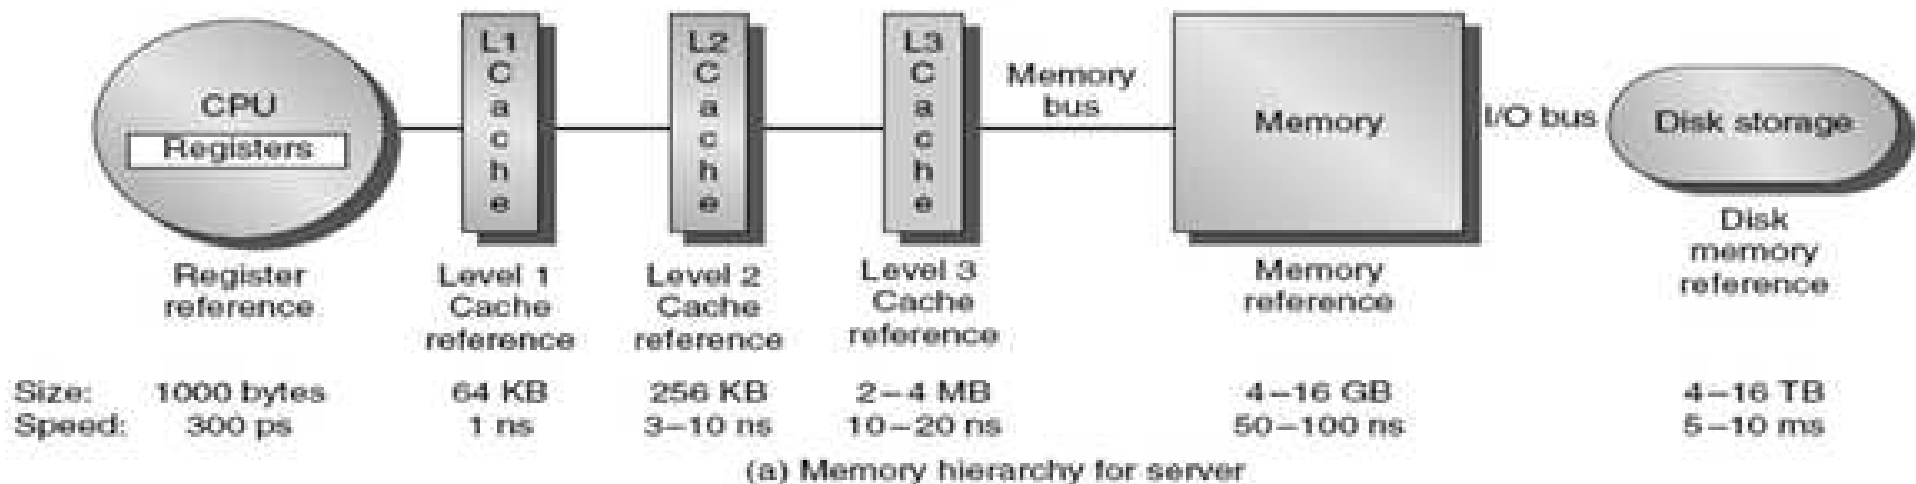 CPU
Registers
L1 Cache
L2 Cache
L3 Cache
Memory
bus
Memory
I/O bus
Disk storage
Register
reference
Level 1
Cache
reference
Level 2
Cache
reference
Level 3
Cache
reference
Memory
reference
Disk
memory
reference
Size: 1000 bytes 64 KB 256 KB 2–4 MB 4–16 GB 4–16 TB
Speed: 300 ps 1 ns 3–10 ns 10–20 ns 50–100 ns 5–10 ms
(a) Memory hierarchy for server